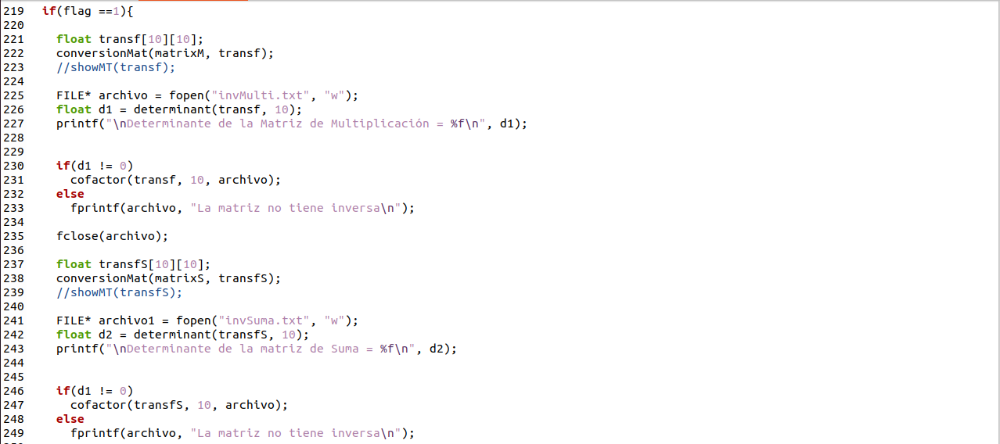 219 if(flag ==1){
220
221 float transf[10][10];
222 conversionMat(matrixM, transf);
223 //showMT(transf);
224
225 FILE* archivo = fopen("invMulti.txt", "w");
226 float d1 = determinant(transf, 10);
227 printf("\nDeterminante de la Matriz de Multiplicación = %f\n", d1);
228
229
230 if(d1 != 0)
231 cofactor(transf, 10, archivo);
232 else
233 fprintf(archivo, "La matriz no tiene inversa\n");
234
235 fclose(archivo);
236
237 float transfS[10][10];
238 conversionMat(matrixS, transfS);
239 //showMT(transfS);
240
241 FILE* archivo1 = fopen("invSuma.txt", "w");
242 float d2 = determinant(transfS, 10);
243 printf("\nDeterminante de la matriz de Suma = %f\n", d2);
244
245
246 if(d1 != 0)
247 cofactor(transfS, 10, archivo);
248 else
249 fprintf(archivo, "La matriz no tiene inversa\n");